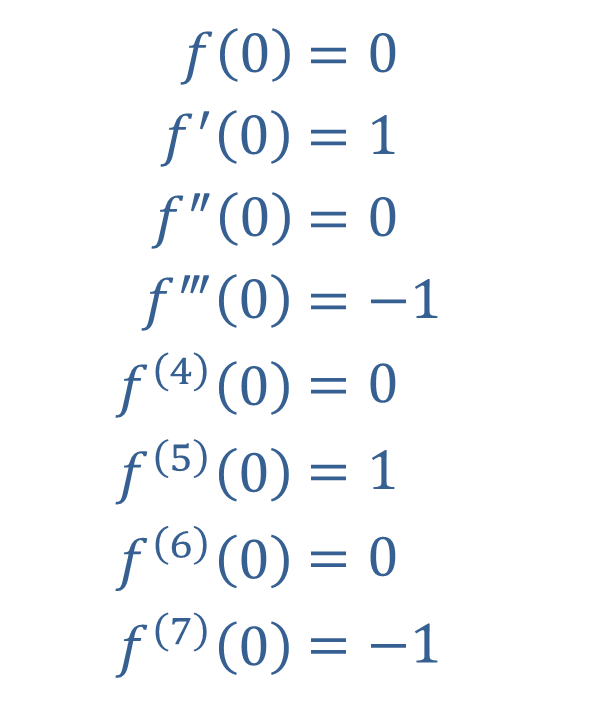 f(0) = 0
f′(0) = 1
f″(0) = 0
f‴(0) = −1
f⁽⁴⁾(0) = 0
f⁽⁵⁾(0) = 1
f⁽⁶⁾(0) = 0
f⁽⁷⁾(0) = −1